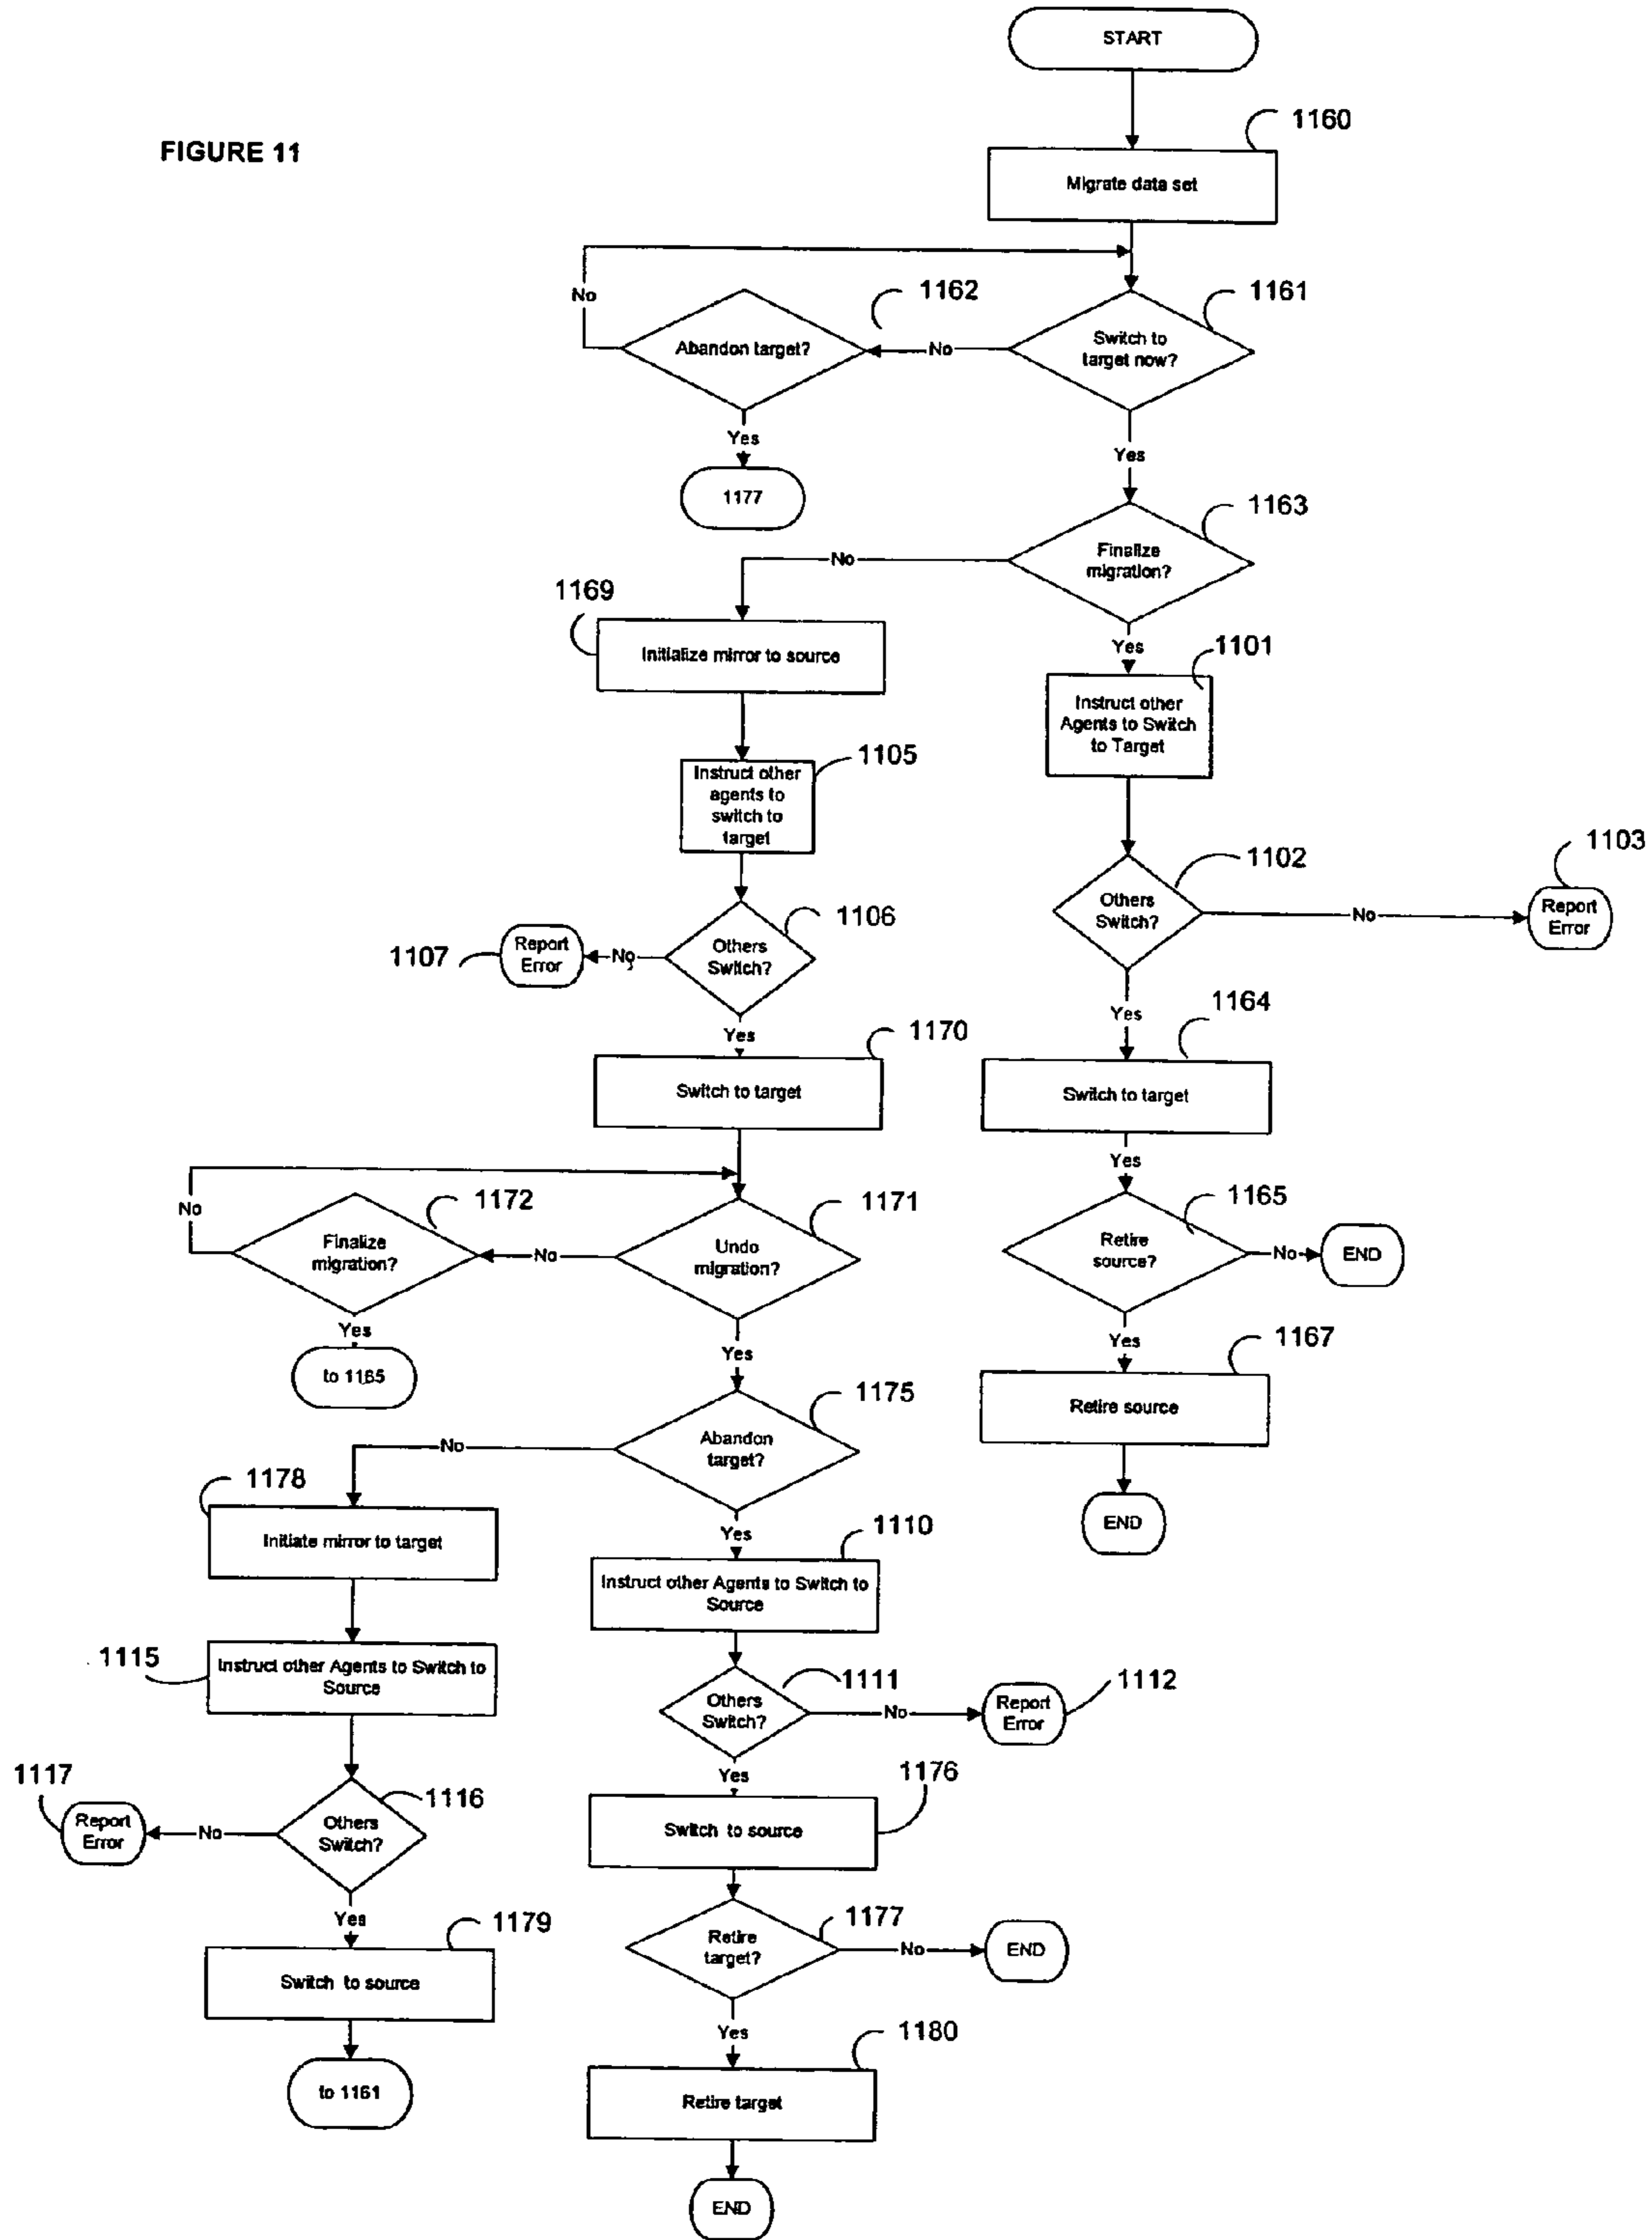 START
FIGURE 11
1160
Migrate data set
No
1162
1161
Abandon target?
No
Switch to
target now?
Yes
Yes
1177
1163
No
Finalize
migration?
1169
Initialize mirror to source
Yes
1101
Instruct other
Agents to Switch
to Target
1105
Instruct other
agents to
switch to
target
1102
1103
Others
Switch?
No
Report
Error
1106
1107
Report
Error
No
Others
Switch?
Yes
1164
Yes
1170
Switch to target
Switch to target
Yes
1172
1171
1165
No
Finalize
migration?
No
Undo
migration?
Retire
source?
No
END
Yes
to 1165
Yes
Yes
1167
1175
Retire source
No
Abandon
target?
1178
END
Initiate mirror to target
Yes
1110
Instruct other Agents to Switch to
Source
1115
Instruct other Agents to Switch to
Source
1111
1112
Others
Switch?
No
Report
Error
Yes
1176
1117
1116
Report
Error
No
Others
Switch?
Switch to source
Yes
1179
1177
Switch to source
Retire
target?
No
END
Yes
1180
to 1161
Retire target
END